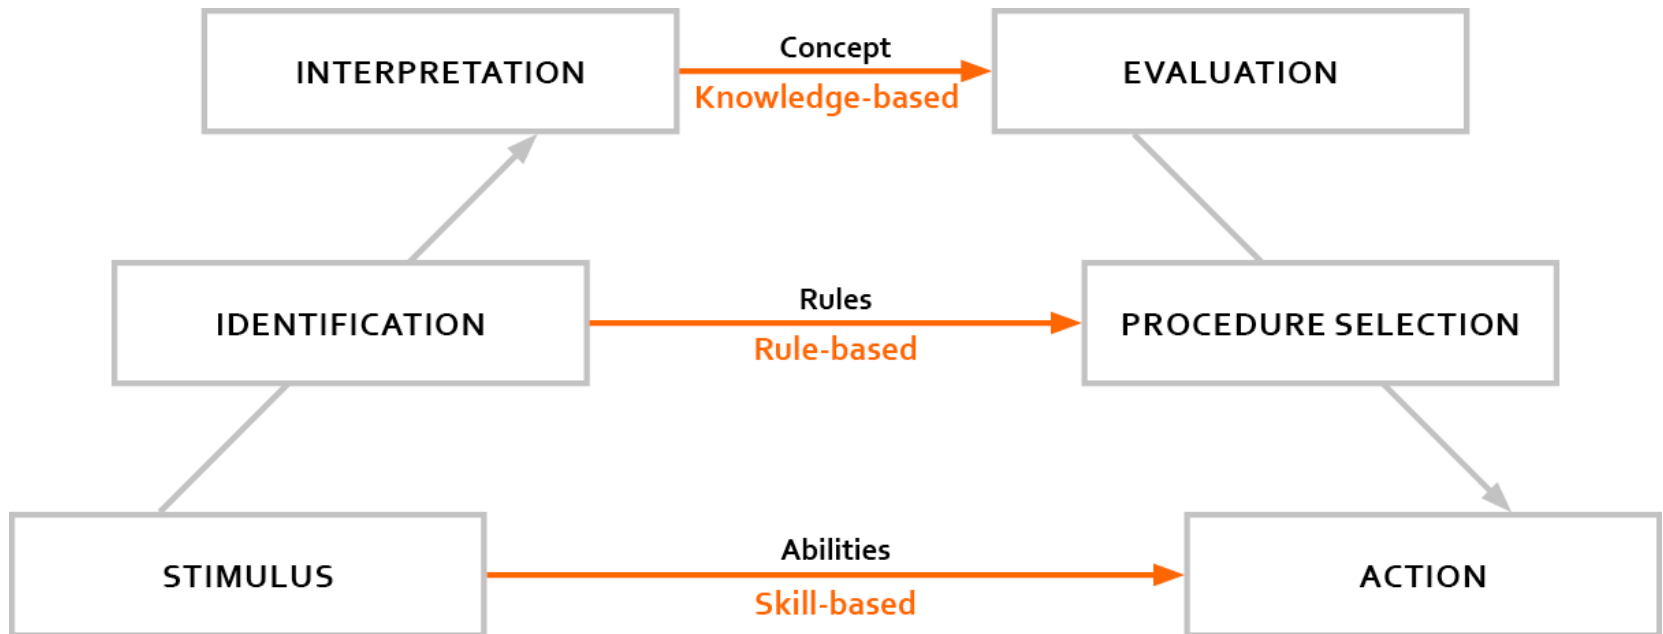 INTERPRETATION
Concept
Knowledge-based
EVALUATION
IDENTIFICATION
Rules
Rule-based
PROCEDURE SELECTION
STIMULUS
Abilities
Skill-based
ACTION